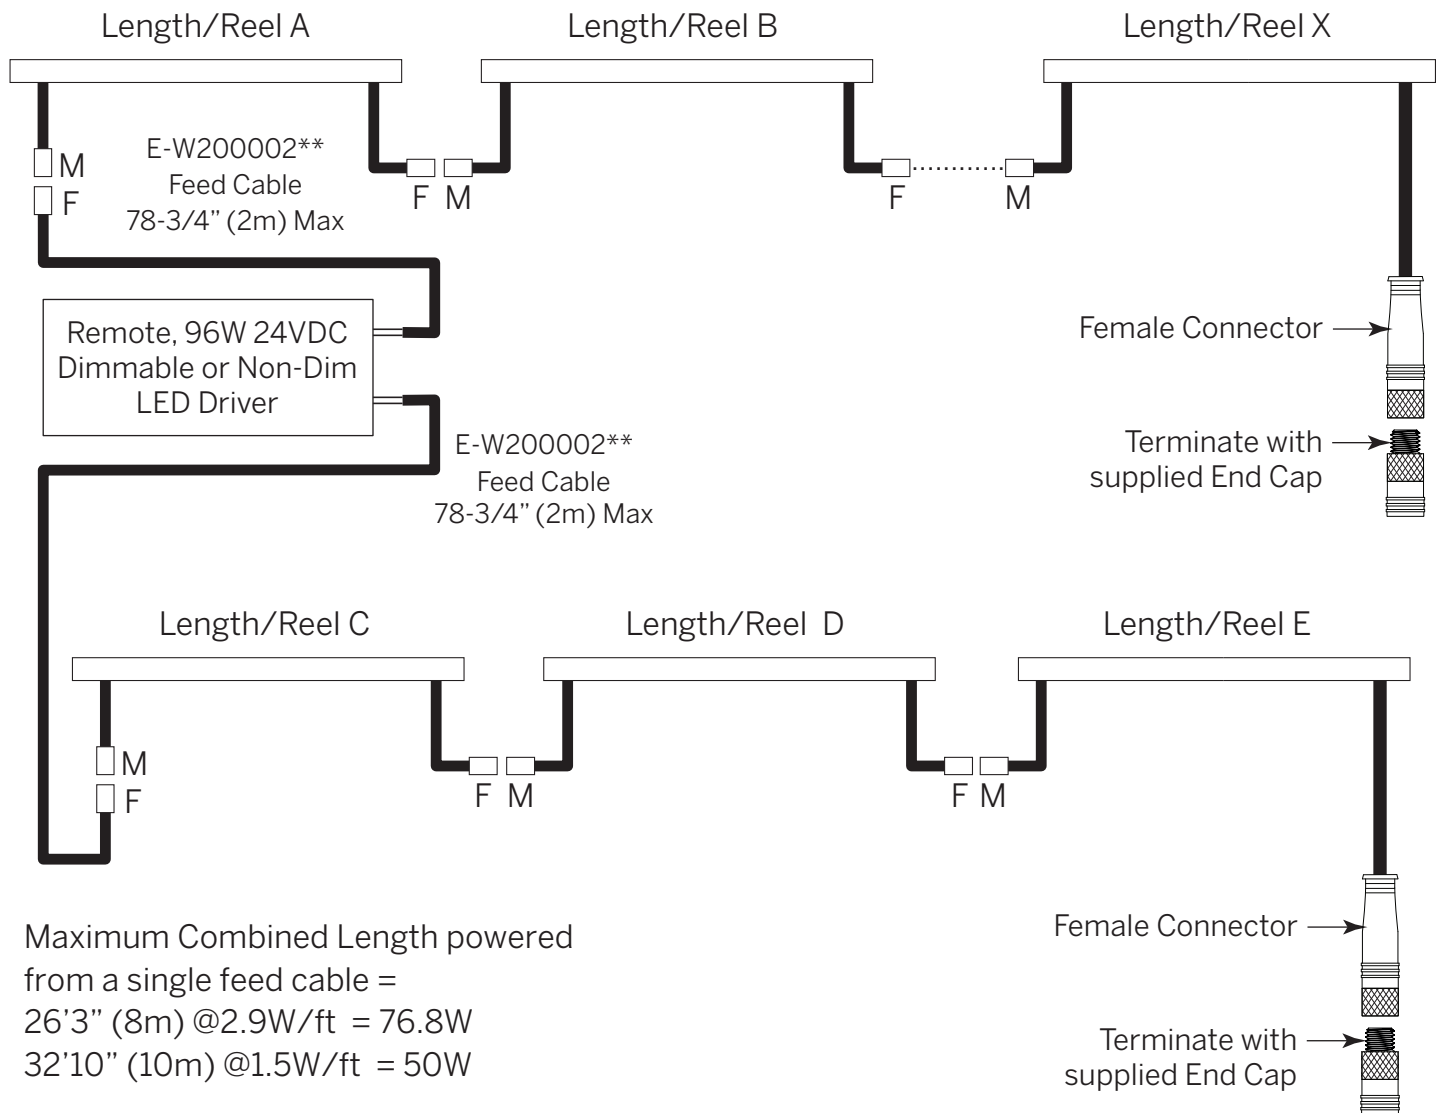 Length/Reel A
Length/Reel B
Length/Reel X
M
F
E-W200002**
Feed Cable
78-3/4” (2m) Max
F M
F
M
Remote, 96W 24VDC
Dimmable or Non-Dim
LED Driver
Female Connector
Terminate with
supplied End Cap
E-W200002**
Feed Cable
78-3/4” (2m) Max
Length/Reel C
Length/Reel  D
Length/Reel E
M
F
F M
F M
Female Connector
Terminate with
supplied End Cap
Maximum Combined Length powered
from a single feed cable =
26’3” (8m) @2.9W/ft  = 76.8W
32’10” (10m) @1.5W/ft  = 50W